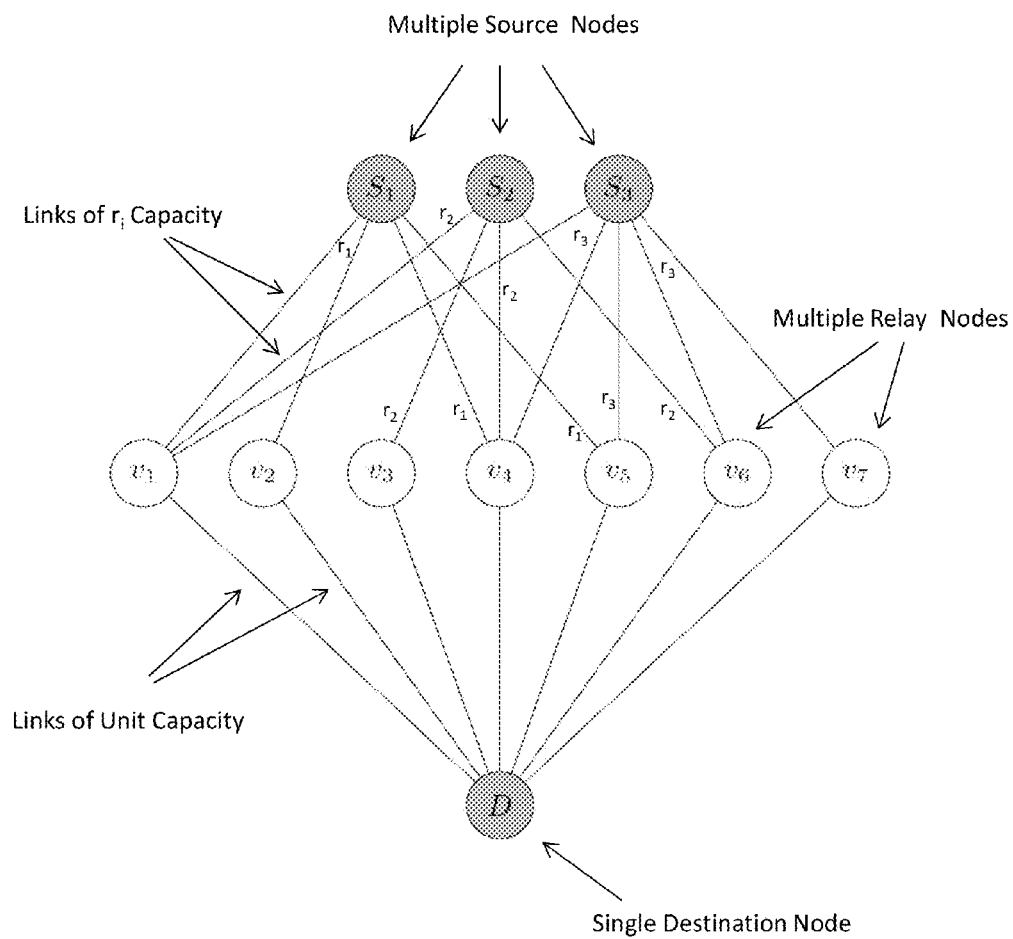 Multiple Source Nodes
S₁ S₂ S₃
Links of rᵢ Capacity
r₂
r₁
r₃
r₃
r₂
Multiple Relay Nodes
r₃
r₂
r₁
r₂
r₁
v₁ v₂ v₃ v₄ v₅ v₆ v₇
Links of Unit Capacity
D
Single Destination Node